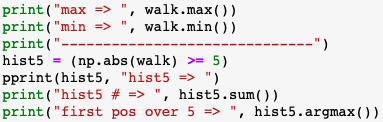 print("max => ", walk.max())
print("min => ", walk.min())
print("------------------------------")
hist5 = (np.abs(walk) >= 5)
pprint(hist5, "hist5 => ")
print("hist5 # => ", hist5.sum())
print("first pos over 5 => ", hist5.argmax())